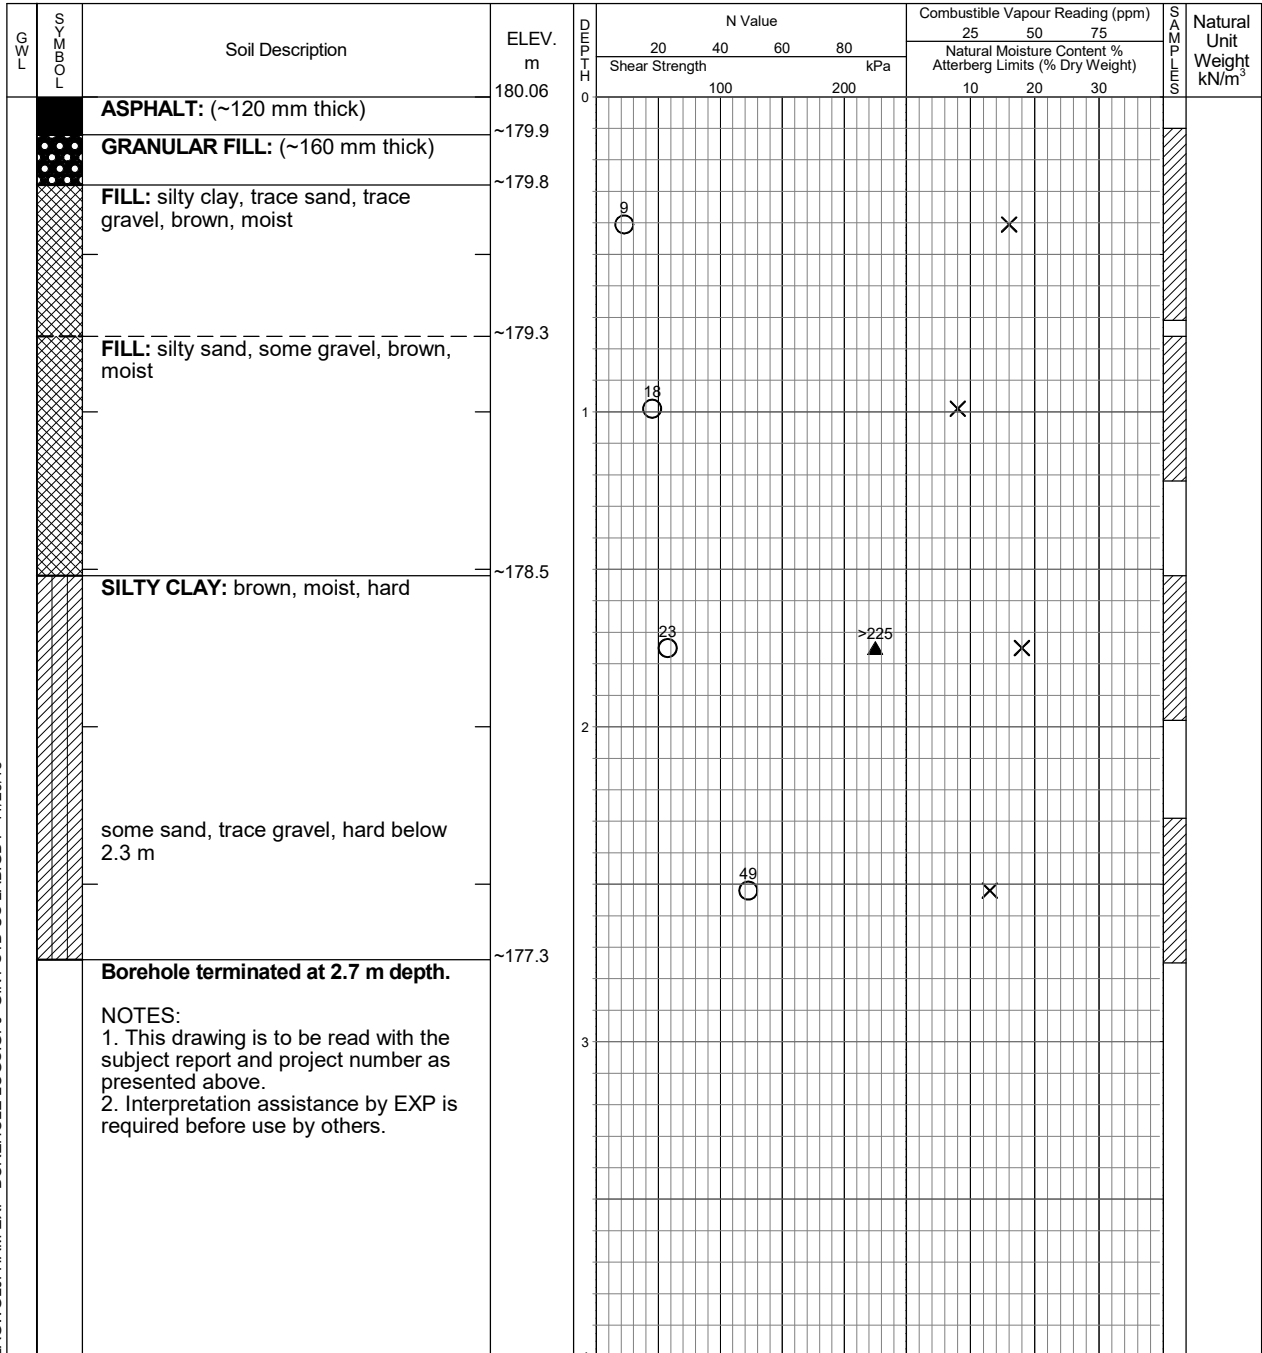 GWL
SYMBOL
Soil Description
ELEV.
m
180.06
DEPTH
N Value
20 40 60 80
Shear Strength kPa
100 200
Combustible Vapour Reading (ppm)
25 50 75
Natural Moisture Content %
Atterberg Limits (% Dry Weight)
10 20 30
SAMPLES
Natural
Unit
Weight
kN/m³
0
ASPHALT: (~120 mm thick)
~179.9
GRANULAR FILL: (~160 mm thick)
~179.8
FILL: silty clay, trace sand, trace
gravel, brown, moist
9
~179.3
FILL: silty sand, some gravel, brown,
moist
18
1
~178.5
SILTY CLAY: brown, moist, hard
23
>225
2
some sand, trace gravel, hard below
2.3 m
49
~177.3
Borehole terminated at 2.7 m depth.
NOTES:
1. This drawing is to be read with the
subject report and project number as
presented above.
2. Interpretation assistance by EXP is
required before use by others.
3